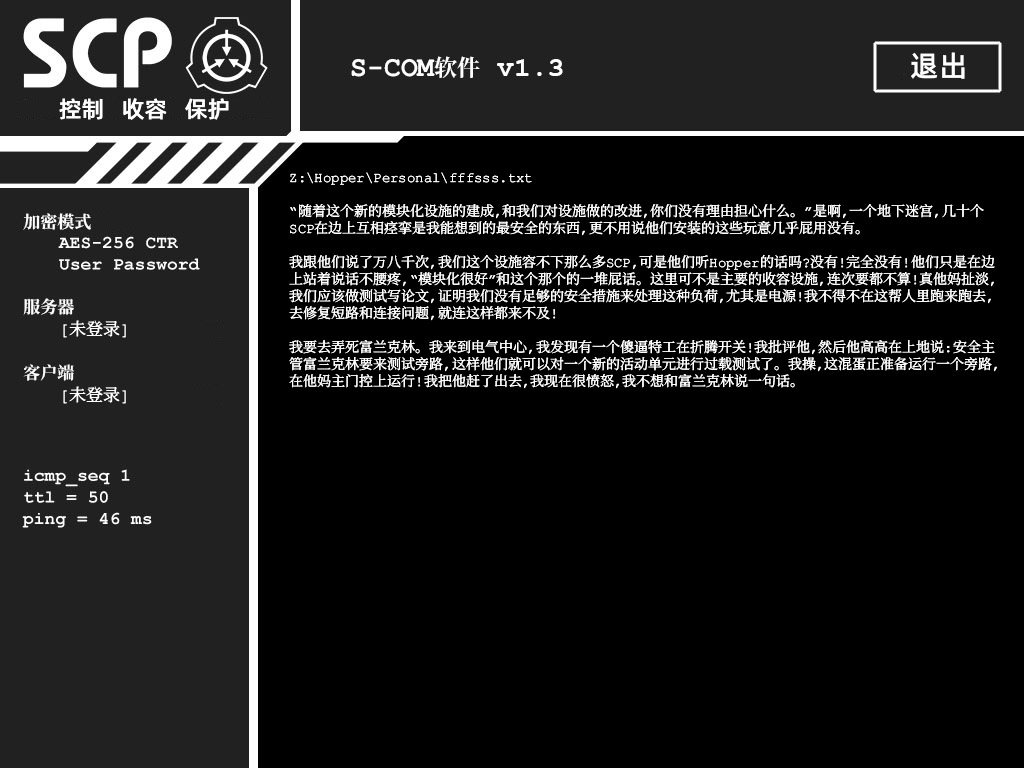 SCP
控制 收容 保护
S-COM软件 v1.3
退出
加密模式
AES-256 CTR
User Password
服务器
[未登录]
客户端
[未登录]
icmp_seq 1
ttl = 50
ping = 46 ms
Z:\Hopper\Personal\fffsss.txt
“随着这个新的模块化设施的建成,和我们对设施做的改进,你们没有理由担心什么。”是啊,一个地下迷宫,几十个
SCP在边上互相痉挛是我能想到的最安全的东西,更不用说他们安装的这些玩意几乎屁用没有。
我跟他们说了万八千次,我们这个设施容不下那么多SCP,可是他们听Hopper的话吗?没有!完全没有!他们只是在边
上站着说话不腰疼,“模块化很好”和这个那个的一堆屁话。这里可不是主要的收容设施,连次要都不算!真他妈扯淡,
我们应该做测试写论文,证明我们没有足够的安全措施来处理这种负荷,尤其是电源!我不得不在这帮人里跑来跑去,
去修复短路和连接问题,就连这样都来不及!
我要去弄死富兰克林。我来到电气中心,我发现有一个傻逼特工在折腾开关!我批评他,然后他高高在上地说:安全主
管富兰克林要来测试旁路,这样他们就可以对一个新的活动单元进行过载测试了。我操,这混蛋正准备运行一个旁路,
在他妈主门控上运行!我把他赶了出去,我现在很愤怒,我不想和富兰克林说一句话。